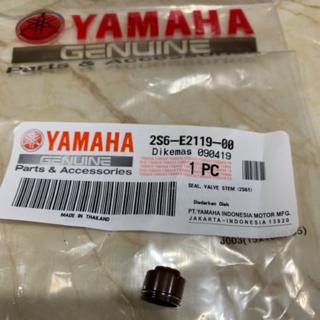 YAMAHA
GENUINE
Parts & Accessories
YAMAHA
GENUINE
Parts & Accessories
2S6-E2119-00
Dikemas 090419
1 PC
SEAL, VALVE STEM (2S61)
MADE IN THAILAND
Diedarkan Oleh
PT.YAMAHA INDONESIA MOTOR MFG.
JAKARTA-INDONESIA 13920